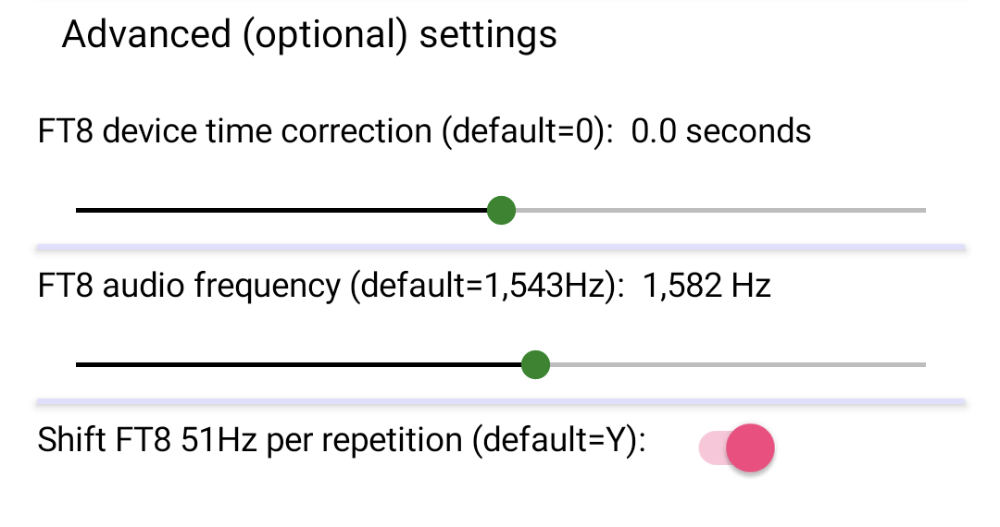 Advanced (optional) settings
FT8 device time correction (default=0):  0.0 seconds
FT8 audio frequency (default=1,543Hz):  1,582 Hz
Shift FT8 51Hz per repetition (default=Y):